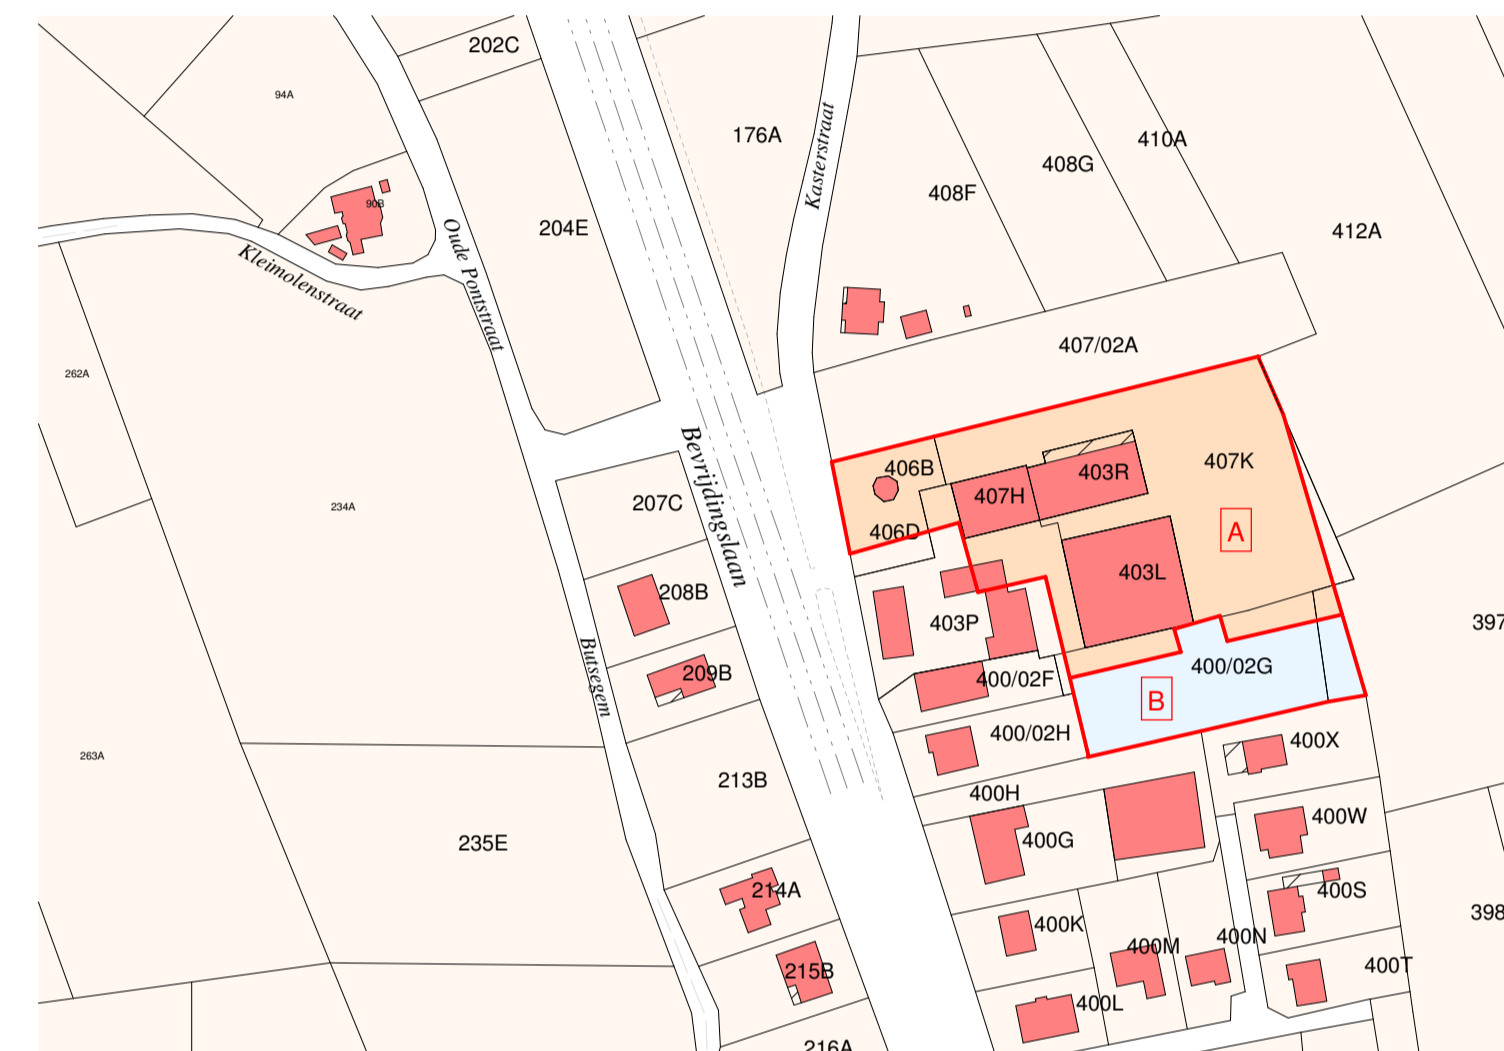 202C
94A
176A
Kasterstraat
410A
408G
408F
90B
204E
Oude Pontstraat
412A
Kleimolenstraat
407/02A
262A
Bevrijdingslaan
406B
407K
403R
407H
207C
234A
406D
A
403L
208B
403P
397
Butsegem
209B
400/02F
400/02G
B
400/02H
400X
263A
213B
400H
400W
235E
400G
214A
400S
398
400K
400N
400M
400T
215B
400L
216A